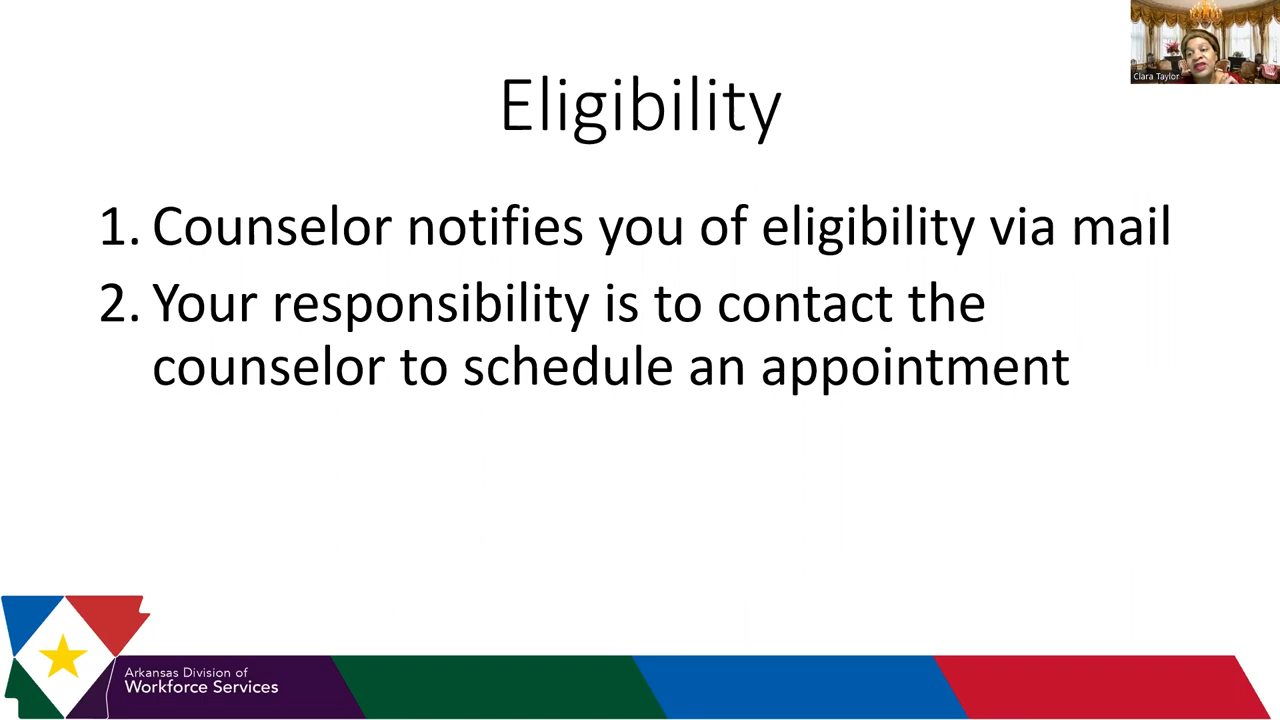 Clara Taylor
Eligibility
1. Counselor notifies you of eligibility via mail
2. Your responsibility is to contact the
counselor to schedule an appointment
Arkansas Division of
Workforce Services